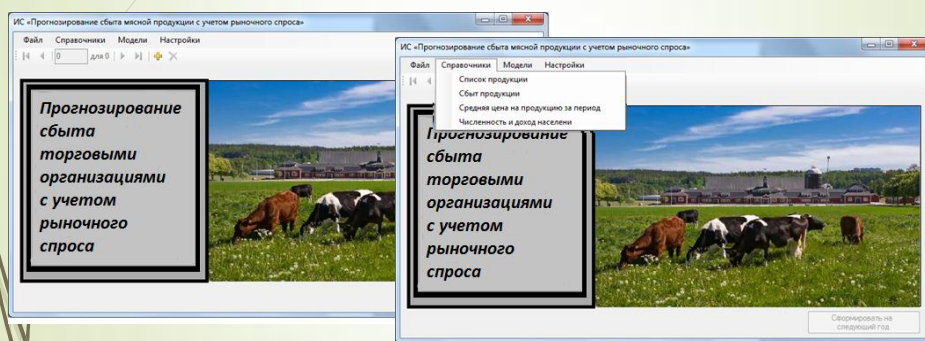 ИС «Прогнозирование сбыта мясной продукции с учетом рыночного спроса»
Файл Справочники Модели Настройки
0 для 0
Прогнозирование
сбыта
торговыми
организациями
с учетом
рыночного
спроса
ИС «Прогнозирование сбыта мясной продукции с учетом рыночного спроса»
Файл Справочники Модели Настройки
Список продукции
Сбыт продукции
Средняя цена на продукцию за период
Численность и доход населени
Прогнозирование
сбыта
торговыми
организациями
с учетом
рыночного
спроса
Сформировать на
следующий год